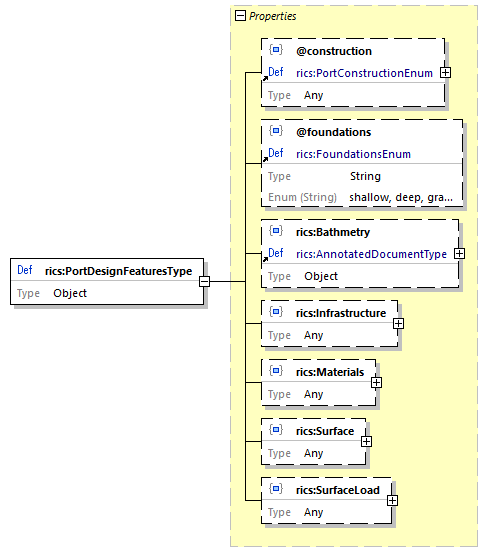 Properties
@construction
Def rics:PortConstructionEnum
Type Any
@foundations
Def rics:FoundationsEnum
Type String
Enum (String) shallow, deep, gra...
rics:Bathmetry
Def rics:AnnotatedDocumentType
Type Object
Def rics:PortDesignFeaturesType
Type Object
rics:Infrastructure
Type Any
rics:Materials
Type Any
rics:Surface
Type Any
rics:SurfaceLoad
Type Any